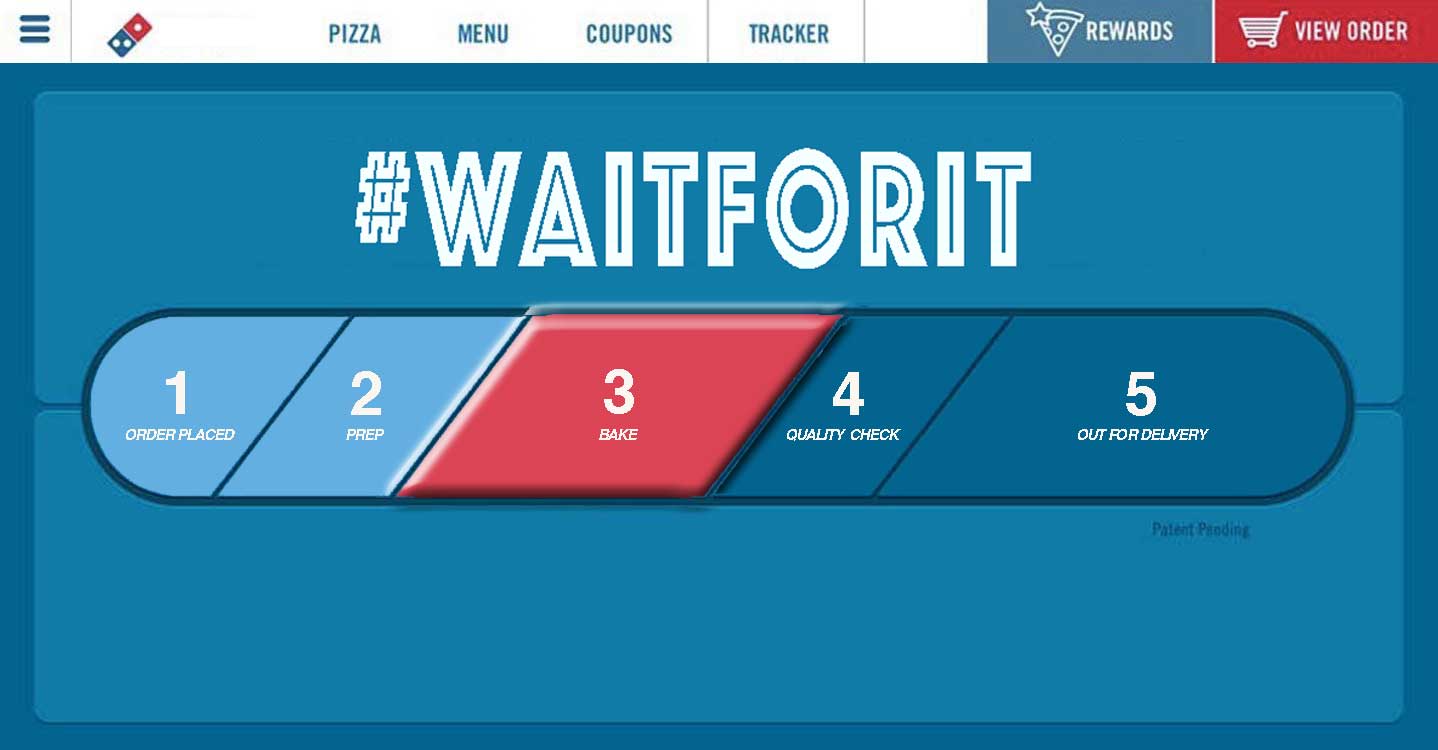 PIZZA MENU COUPONS TRACKER REWARDS VIEW ORDER
#WAITFORIT
1 2 3 4 5
ORDER PLACED PREP BAKE QUALITY CHECK OUT FOR DELIVERY
Patent Pending